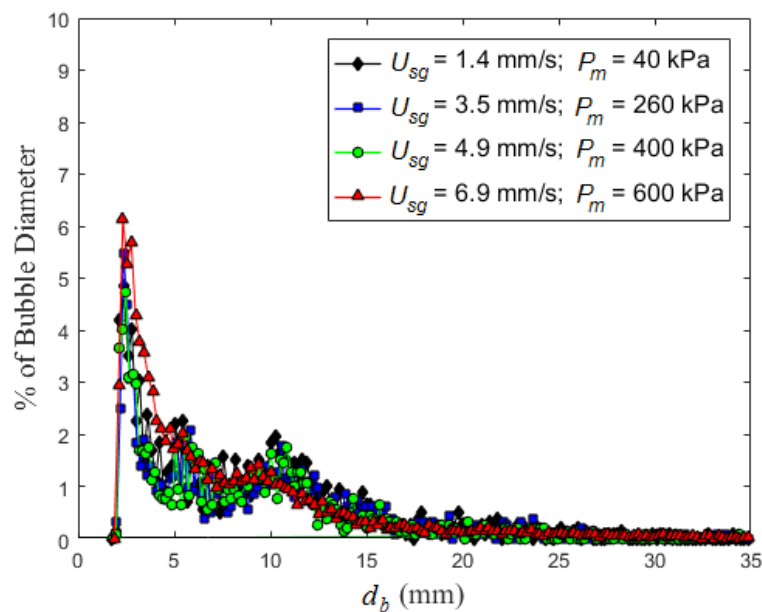 10
9
8
7
6
5
4
3
2
1
0
% of Bubble Diameter
U_sg = 1.4 mm/s; P_m = 40 kPa
U_sg = 3.5 mm/s; P_m = 260 kPa
U_sg = 4.9 mm/s; P_m = 400 kPa
U_sg = 6.9 mm/s; P_m = 600 kPa
0 5 10 15 20 25 30 35
d_b (mm)